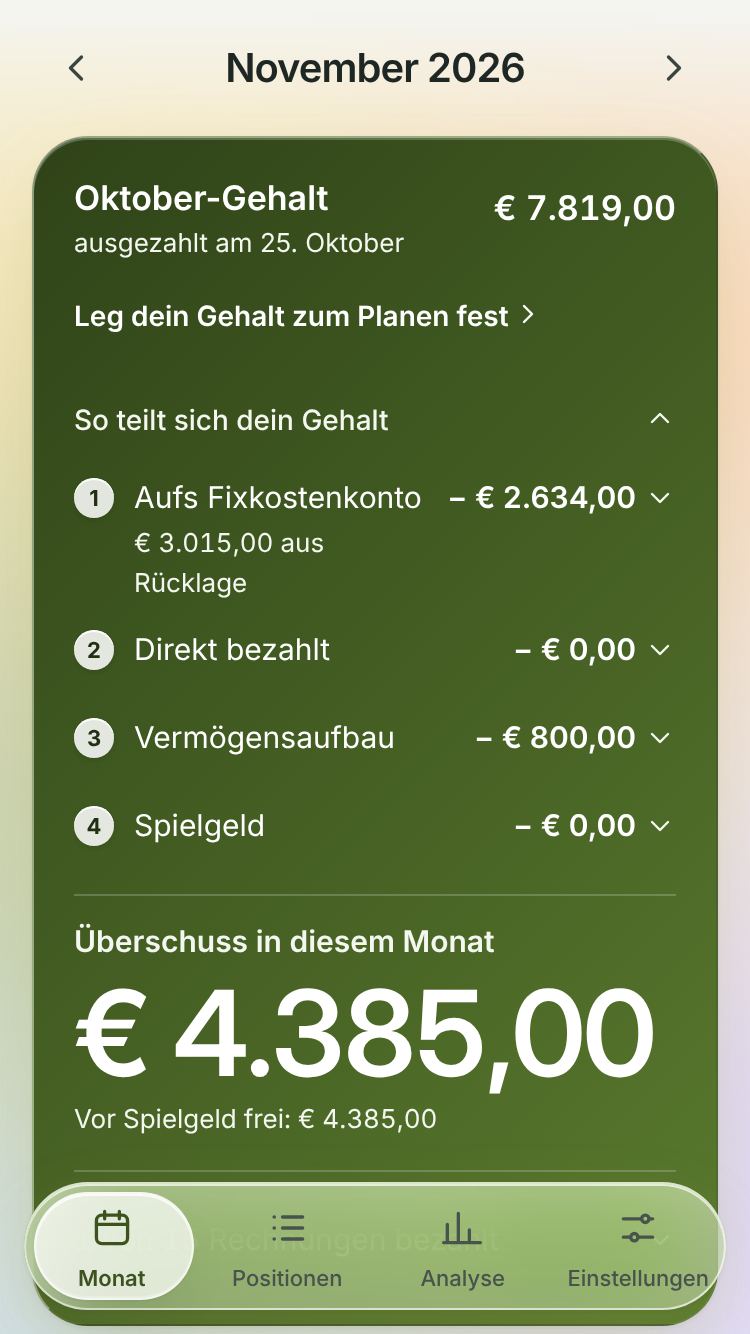 November 2026
Oktober-Gehalt
€ 7.819,00
ausgezahlt am 25. Oktober
Leg dein Gehalt zum Planen fest
So teilt sich dein Gehalt
1 Aufs Fixkostenkonto – € 2.634,00
€ 3.015,00 aus
Rücklage
2 Direkt bezahlt – € 0,00
3 Vermögensaufbau – € 800,00
4 Spielgeld – € 0,00
Überschuss in diesem Monat
€ 4.385,00
Vor Spielgeld frei: € 4.385,00
Rechnungen bezahlt
Monat Positionen Analyse Einstellungen